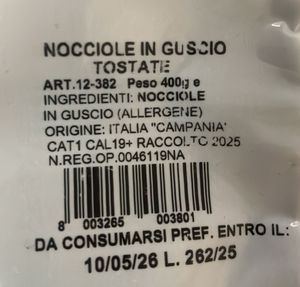 NOCCIOLE IN GUSCIO
TOSTATE
ART.12-382 Peso 400g e
INGREDIENTI: NOCCIOLE
IN GUSCIO (ALLERGENE)
ORIGINE: ITALIA "CAMPANIA"
CAT1 CAL19+ RACCOLTO 2025
N.REG.OP.0046119NA
8 003265 003801
DA CONSUMARSI PREF. ENTRO IL:
10/05/26 L. 262/25